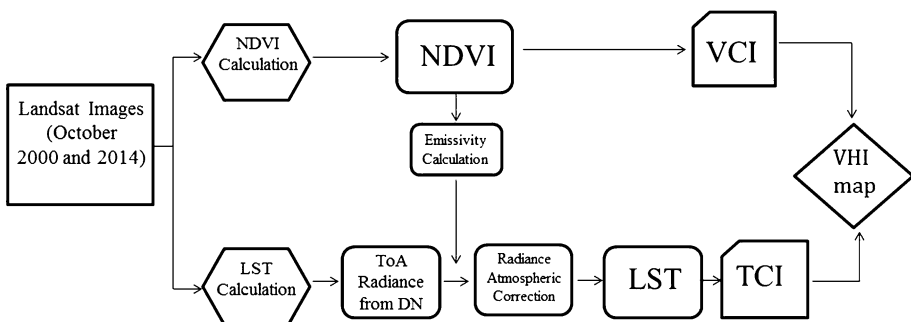 NDVI
Calculation
NDVI
VCI
Landsat Images
(October
2000 and 2014)
Emissivity
Calculation
VHI
map
LST
Calculation
ToA
Radiance
from DN
Radiance
Atmospheric
Correction
LST
TCI